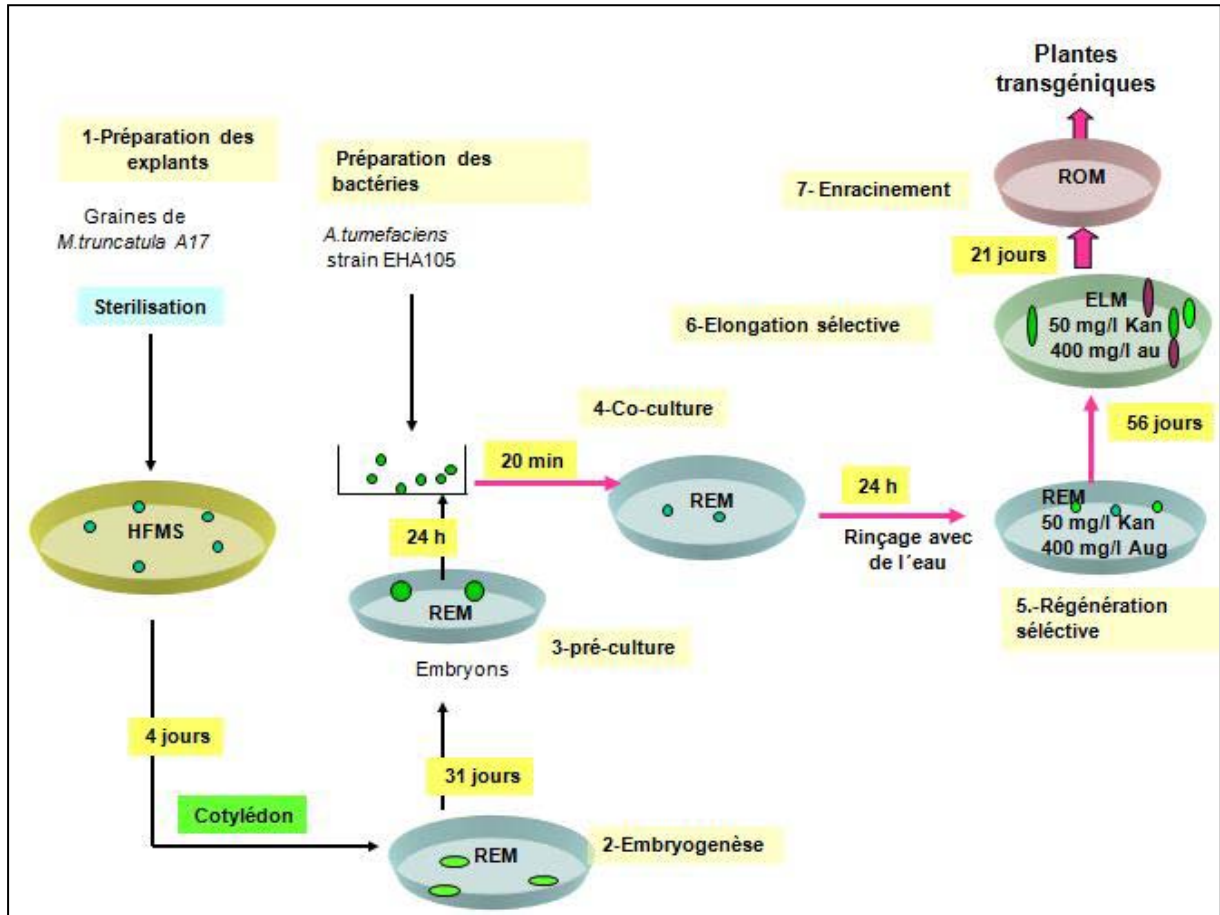 1-Préparation des
explants
Graines de
M.truncatula A17
Sterilisation
HFMS
4 jours
Cotylédon
REM
2-Embryogenèse
31 jours
Embryons
REM
3-pré-culture
24 h
Préparation des
bactéries
A.tumefaciens
strain EHA105
20 min
4-Co-culture
REM
24 h
Rinçage avec
de l´eau
REM
50 mg/l Kan
400 mg/l Aug
5.-Régénération
séléctive
56 jours
6-Elongation sélective
ELM
50 mg/l Kan
400 mg/l au
21 jours
7- Enracinement
ROM
Plantes
transgéniques